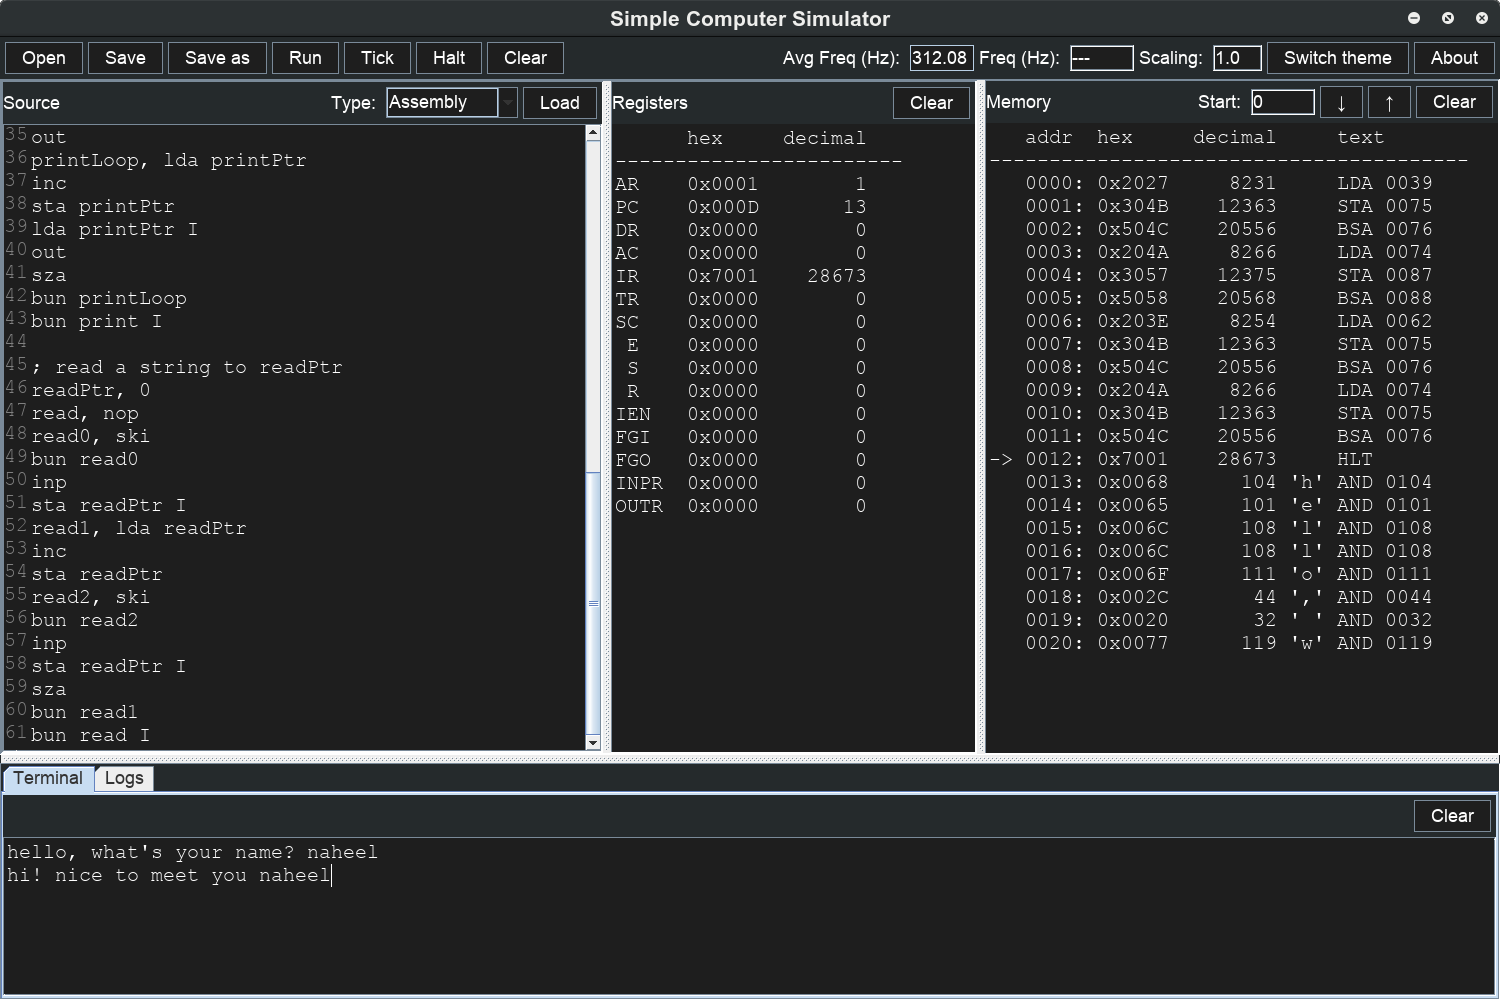 Simple Computer Simulator
Open Save Save as Run Tick Halt Clear Avg Freq (Hz): 312.08 Freq (Hz): --- Scaling: 1.0 Switch theme About
Source Type: Assembly Load
35 out
36 printLoop, lda printPtr
37 inc
38 sta printPtr
39 lda printPtr I
40 out
41 sza
42 bun printLoop
43 bun print I
44
45 ; read a string to readPtr
46 readPtr, 0
47 read, nop
48 read0, ski
49 bun read0
50 inp
51 sta readPtr I
52 read1, lda readPtr
53 inc
54 sta readPtr
55 read2, ski
56 bun read2
57 inp
58 sta readPtr I
59 sza
60 bun read1
61 bun read I
Registers Clear
hex decimal
------------------------
AR 0x0001 1
PC 0x000D 13
DR 0x0000 0
AC 0x0000 0
IR 0x7001 28673
TR 0x0000 0
SC 0x0000 0
E 0x0000 0
S 0x0000 0
R 0x0000 0
IEN 0x0000 0
FGI 0x0000 0
FGO 0x0000 0
INPR 0x0000 0
OUTR 0x0000 0
Memory Start: 0 ↓ ↑ Clear
addr hex decimal text
----------------------------------------
0000: 0x2027 8231 LDA 0039
0001: 0x304B 12363 STA 0075
0002: 0x504C 20556 BSA 0076
0003: 0x204A 8266 LDA 0074
0004: 0x3057 12375 STA 0087
0005: 0x5058 20568 BSA 0088
0006: 0x203E 8254 LDA 0062
0007: 0x304B 12363 STA 0075
0008: 0x504C 20556 BSA 0076
0009: 0x204A 8266 LDA 0074
0010: 0x304B 12363 STA 0075
0011: 0x504C 20556 BSA 0076
-> 0012: 0x7001 28673 HLT
0013: 0x0068 104 'h' AND 0104
0014: 0x0065 101 'e' AND 0101
0015: 0x006C 108 'l' AND 0108
0016: 0x006C 108 'l' AND 0108
0017: 0x006F 111 'o' AND 0111
0018: 0x002C 44 ',' AND 0044
0019: 0x0020 32 ' ' AND 0032
0020: 0x0077 119 'w' AND 0119
Terminal Logs
Clear
hello, what's your name? naheel
hi! nice to meet you naheel